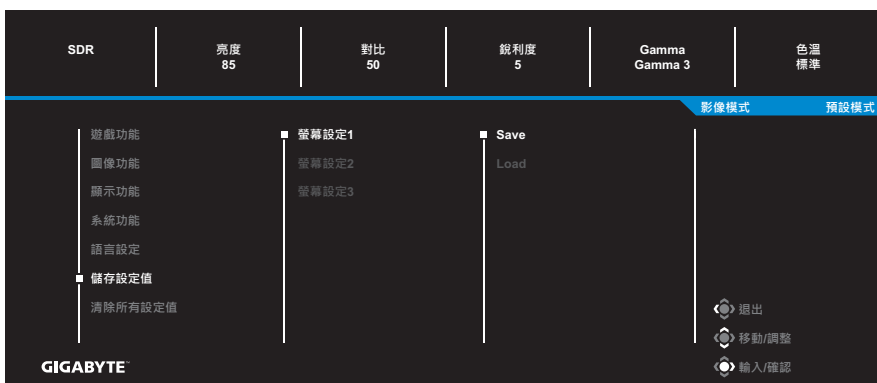 SDR
亮度
85
對比
50
銳利度
5
Gamma
Gamma 3
色溫
標準
影像模式 預設模式
遊戲功能
圖像功能
顯示功能
系統功能
語言設定
儲存設定值
清除所有設定值
螢幕設定1
螢幕設定2
螢幕設定3
Save
Load
退出
移動/調整
輸入/確認
GIGABYTE™